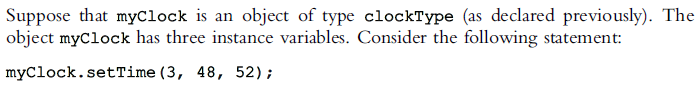 Suppose that myClock is an object of type clockType (as declared previously). The
object myClock has three instance variables. Consider the following statement:
myClock.setTime(3, 48, 52);